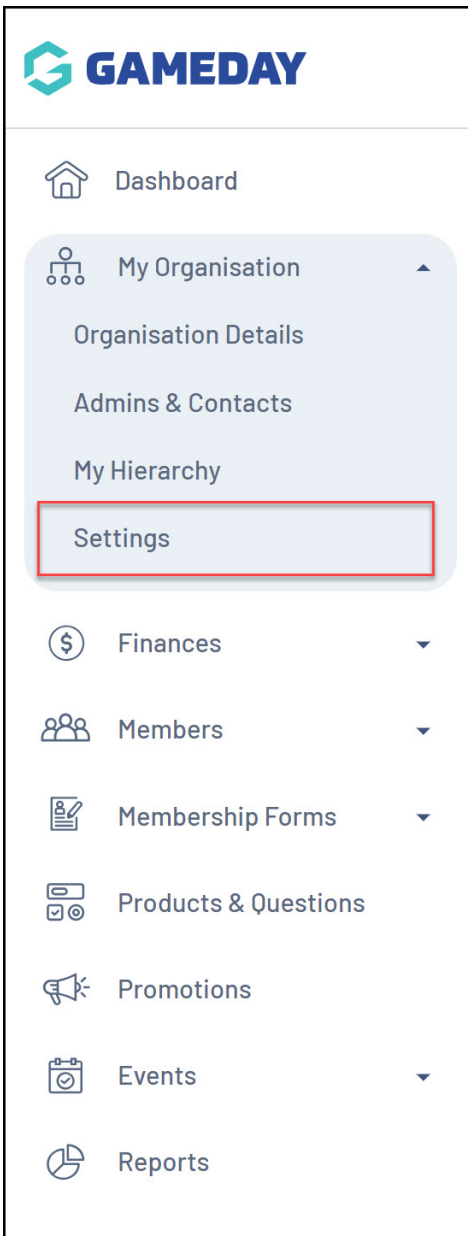 GAMEDAY
Dashboard
My Organisation
Organisation Details
Admins & Contacts
My Hierarchy
Settings
Finances
Members
Membership Forms
Products & Questions
Promotions
Events
Reports